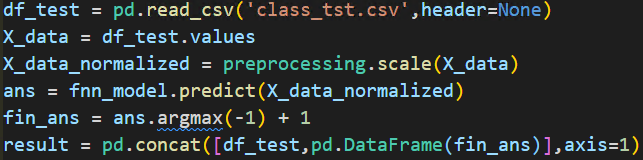 df_test = pd.read_csv('class_tst.csv',header=None)
X_data = df_test.values
X_data_normalized = preprocessing.scale(X_data)
ans = fnn_model.predict(X_data_normalized)
fin_ans = ans.argmax(-1) + 1
result = pd.concat([df_test,pd.DataFrame(fin_ans)],axis=1)